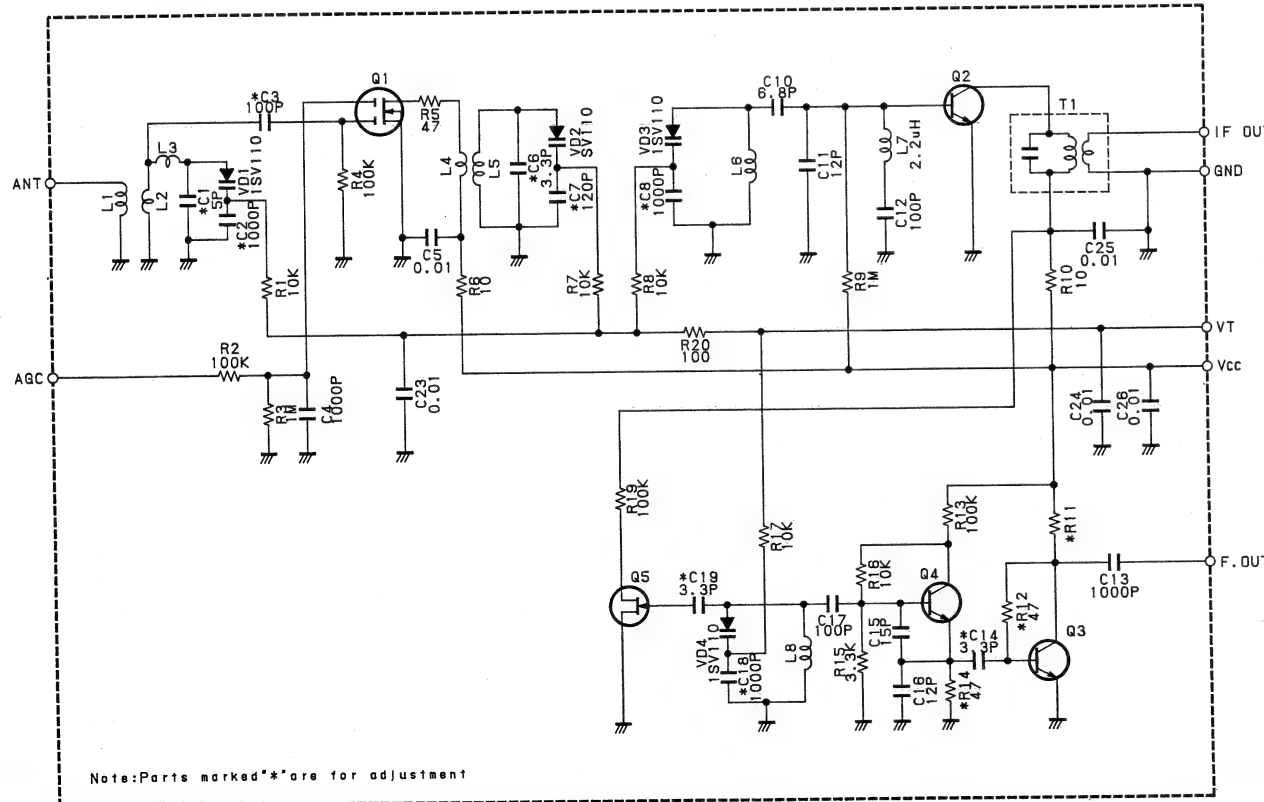 Q1
*C3
100P
R5
47
C10
6.8P
Q2
T1
IF OUT
GND
ANT
L1
L2
L3
*C1
5P
VD1
1SV110
*C2
1000P
R4
100K
L4
L5
*C6
3.3P
VD2
SV110
*C7
120P
VD3
1SV110
*C8
1000P
L6
C11
12P
L7
2.2uH
C12
100P
C5
0.01
R1
10K
R6
10
R7
10K
R8
10K
R9
1M
R10
10
C25
0.01
VT
Vcc
R20
100
AGC
R2
100K
R3
1M
C4
1000P
C23
0.01
C24
0.01
C26
0.01
R19
100K
R17
10K
R13
100K
*R11
F.OUT
C13
1000P
Q5
*C19
3.3P
R16
10K
Q4
*R12
47
Q3
VD4
1SV110
*C18
1000P
L8
C17
100P
R15
3.3K
C15
15P
C16
12P
*R14
47
*C14
3.3P
Note:Parts marked"*"are for adjustment